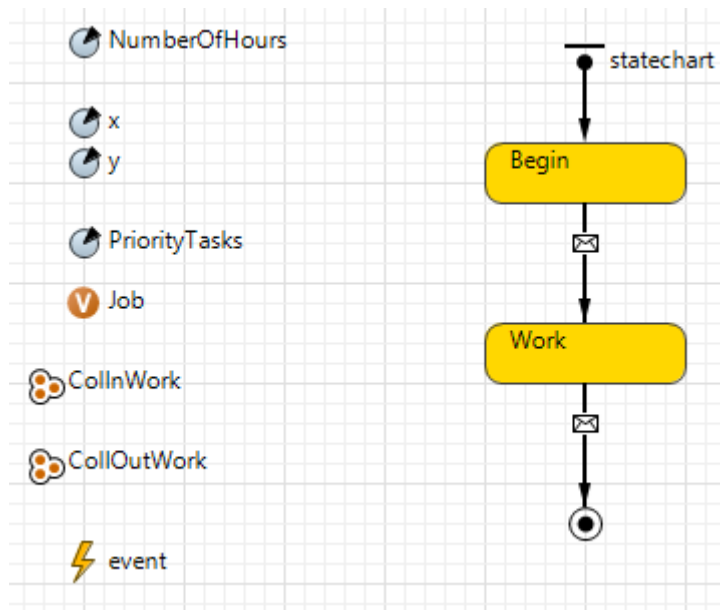 NumberOfHours
statechart
x
y
Begin
PriorityTasks
V Job
Work
CollnWork
CollOutWork
event